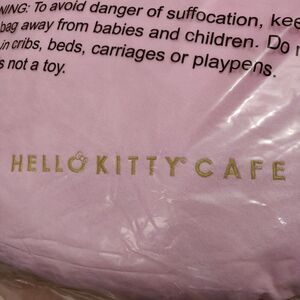 NING: To avoid danger of suffocation, kee
bag away from babies and children. Do n
in cribs, beds, carriages or playpens.
s not a toy.
HELLO KITTY® CAFE